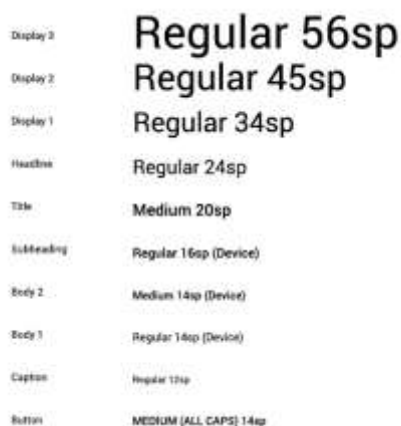 Display 3 Regular 56sp
Display 2 Regular 45sp
Display 1 Regular 34sp
Headline Regular 24sp
Title Medium 20sp
Subheading Regular 16sp (Device)
Body 2 Medium 14sp (Device)
Body 1 Regular 14sp (Device)
Caption Regular 12sp
Button MEDIUM (ALL CAPS) 14sp